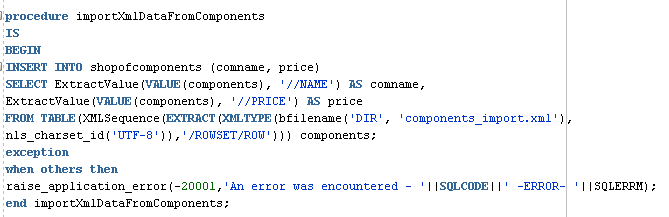 procedure importXmlDataFromComponents
IS
BEGIN
INSERT INTO shopofcomponents (comname, price)
SELECT ExtractValue(VALUE(components), '//NAME') AS comname,
ExtractValue(VALUE(components), '//PRICE') AS price
FROM TABLE(XMLSequence(EXTRACT(XMLTYPE(bfilename('DIR', 'components_import.xml'),
nls_charset_id('UTF-8')),'/ROWSET/ROW'))) components;
exception
when others then
raise_application_error(-20001,'An error was encountered - '||SQLCODE||' -ERROR- '||SQLERRM);
end importXmlDataFromComponents;